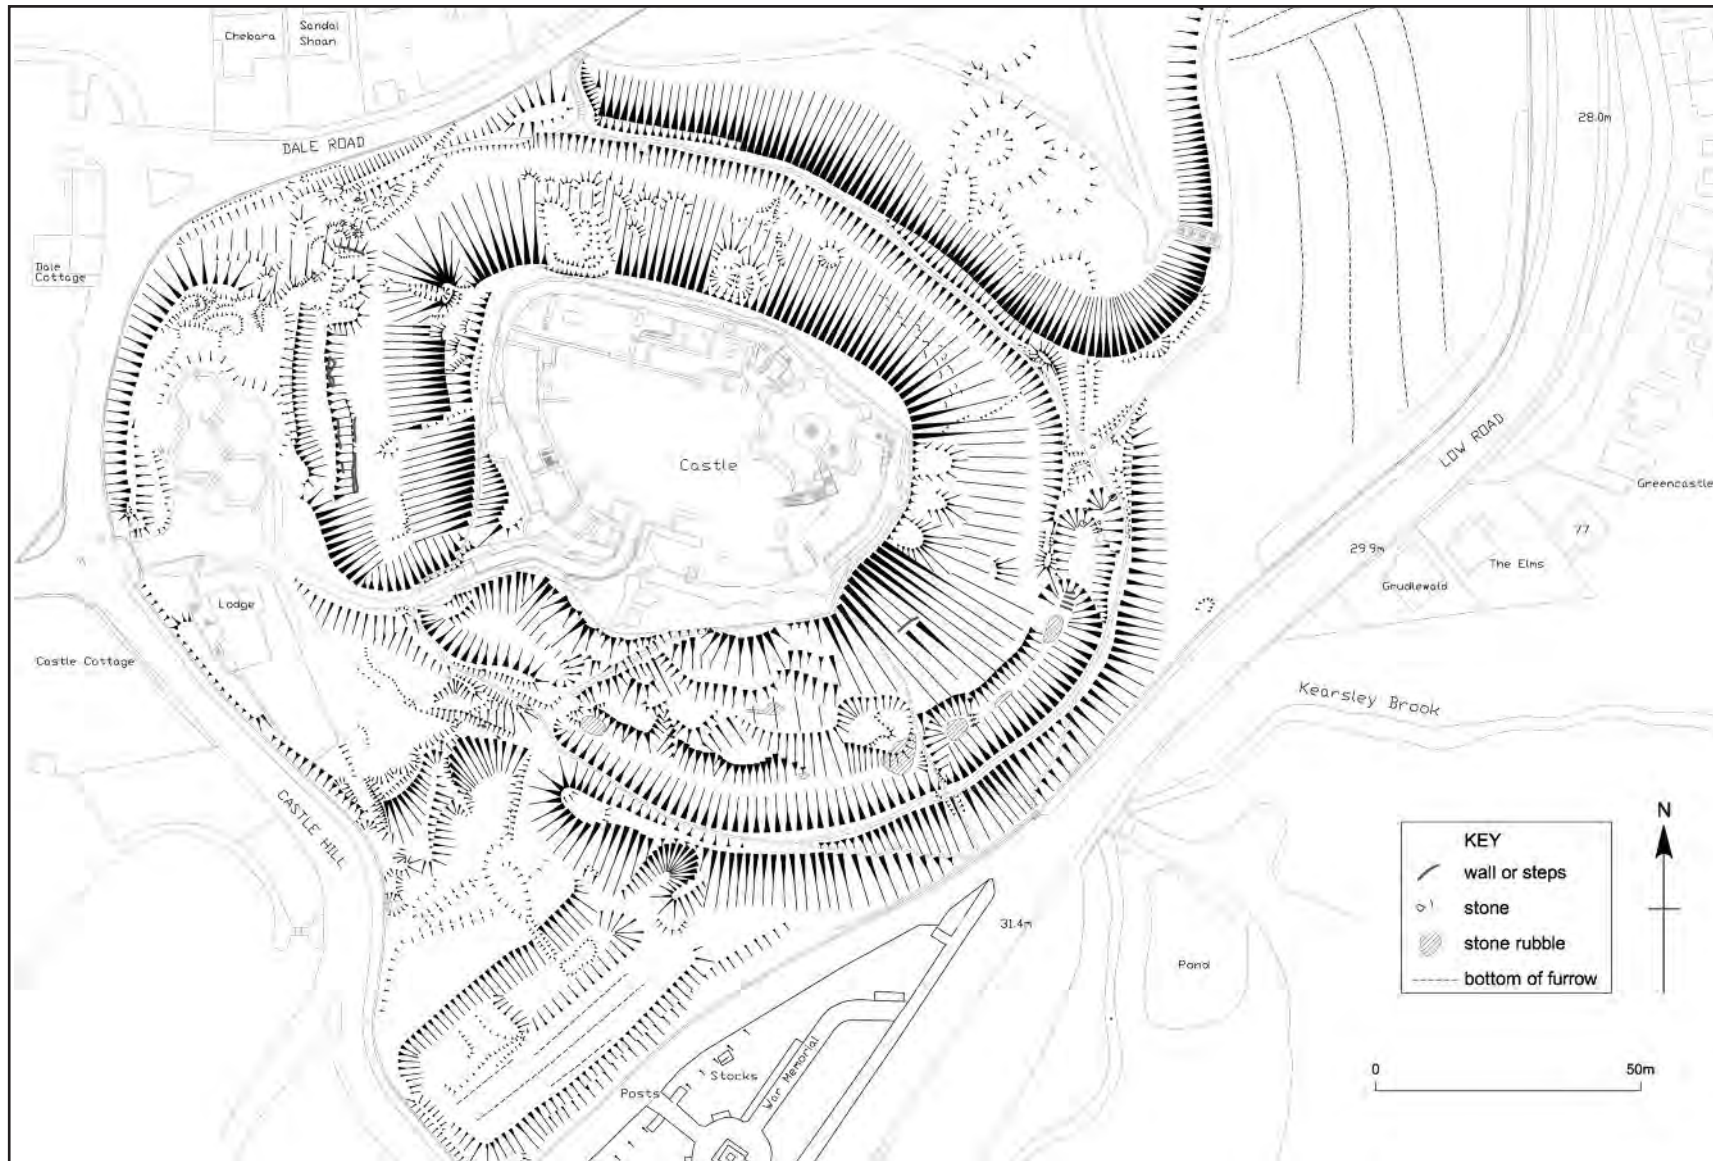 Chebara
Sandal
Shoan
DALE ROAD
28.0m
Dale
Cottage
Castle
LOW ROAD
Greencastle
77
29.9m
The Elms
Grudlewald
Lodge
Castle Cottage
Kearsley Brook
CASTLE HILL
N
KEY
wall or steps
stone
stone rubble
bottom of furrow
31.4m
Pond
0
50m
War Memorial
Stocks
Posts